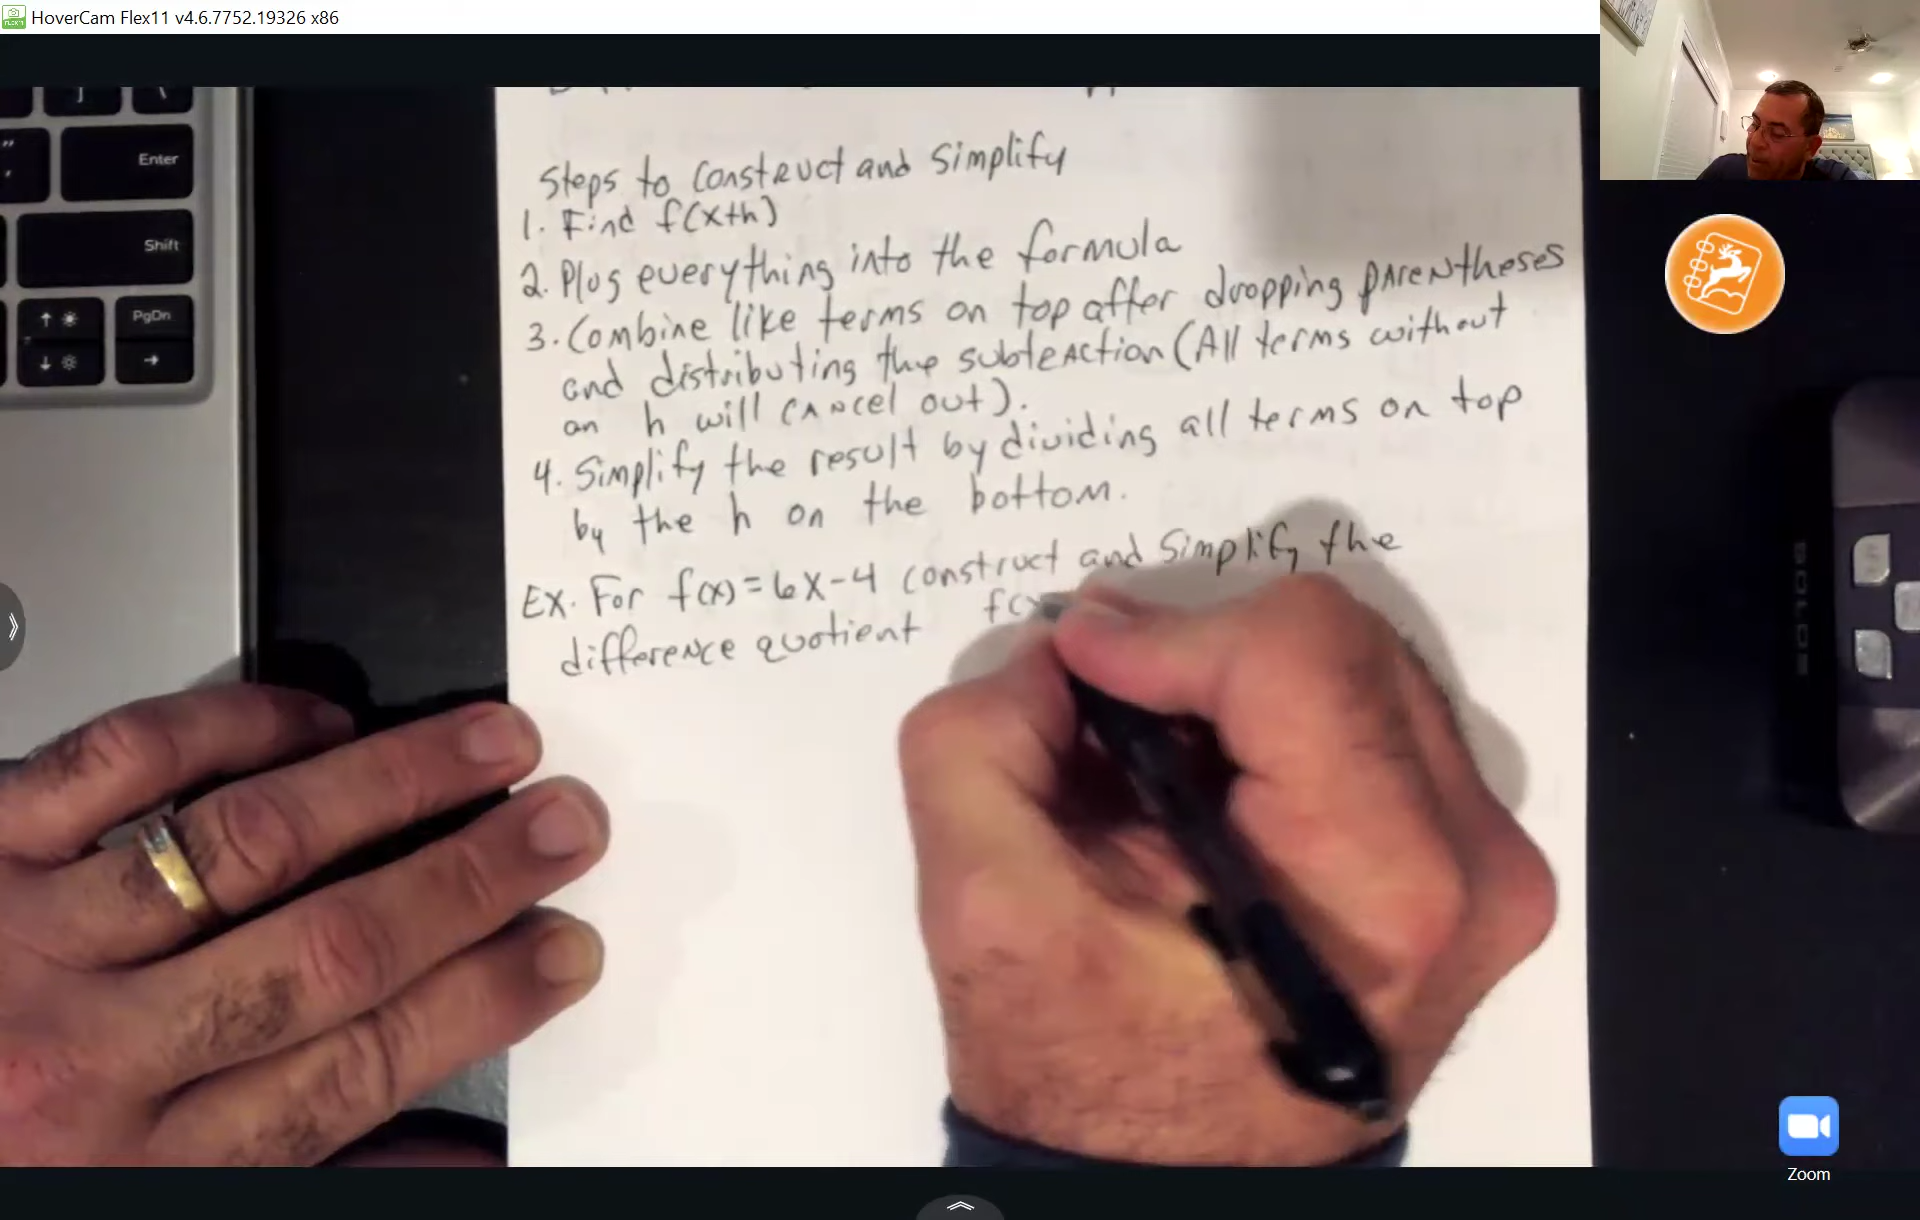 HoverCam Flex11 v4.6.7752.19326 x86
Enter
Shift
PgDn
Steps to construct and simplify
1. Find f(x+h)
2. Plug everything into the formula
3. Combine like terms on top after dropping parentheses
and distributing the subtraction (All terms without
an h will cancel out).
4. Simplify the result by dividing all terms on top
by the h on the bottom.
Ex. For f(x)=6x-4 construct and simplify the
difference quotient f(x
SOLO 8
Zoom